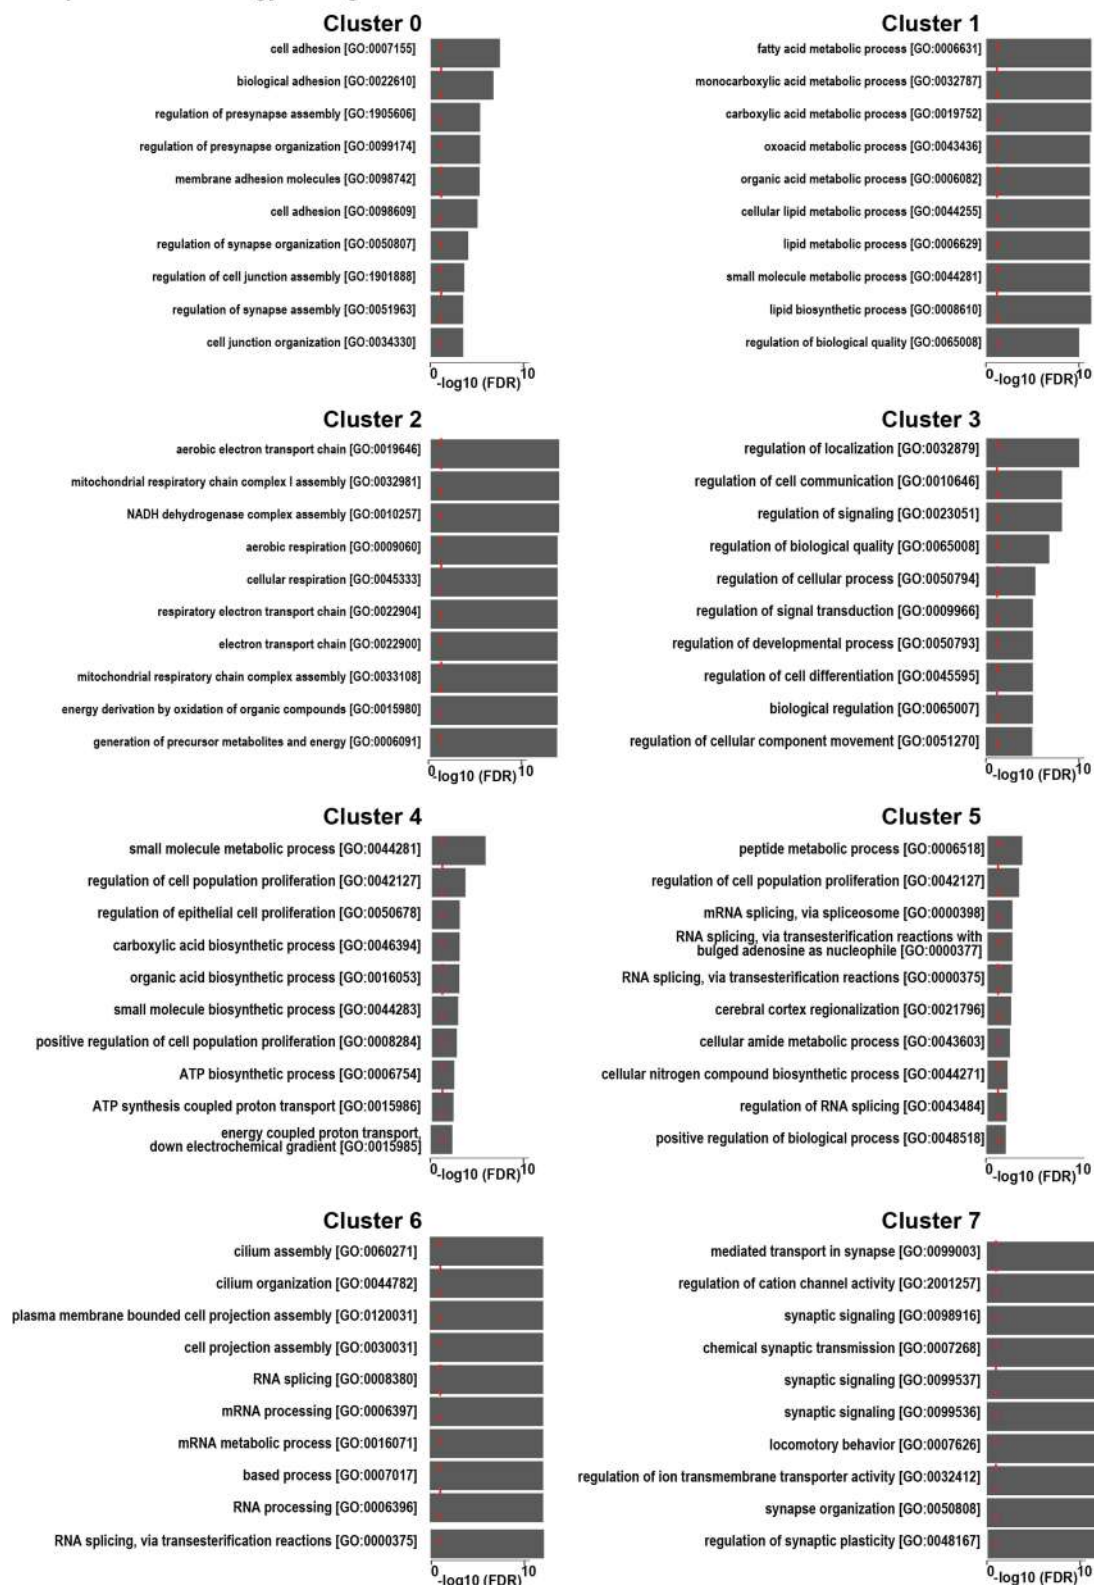 Cluster 0
cell adhesion [GO:0007155]
biological adhesion [GO:0022610]
regulation of presynapse assembly [GO:1905606]
regulation of presynapse organization [GO:0099174]
membrane adhesion molecules [GO:0098742]
cell adhesion [GO:0098609]
regulation of synapse organization [GO:0050807]
regulation of cell junction assembly [GO:1901888]
regulation of synapse assembly [GO:0051963]
cell junction organization [GO:0034330]
0 10
-log10 (FDR)
Cluster 1
fatty acid metabolic process [GO:0006631]
monocarboxylic acid metabolic process [GO:0032787]
carboxylic acid metabolic process [GO:0019752]
oxoacid metabolic process [GO:0043436]
organic acid metabolic process [GO:0006082]
cellular lipid metabolic process [GO:0044255]
lipid metabolic process [GO:0006629]
small molecule metabolic process [GO:0044281]
lipid biosynthetic process [GO:0008610]
regulation of biological quality [GO:0065008]
0 10
-log10 (FDR)
Cluster 2
aerobic electron transport chain [GO:0019646]
mitochondrial respiratory chain complex I assembly [GO:0032981]
NADH dehydrogenase complex assembly [GO:0010257]
aerobic respiration [GO:0009060]
cellular respiration [GO:0045333]
respiratory electron transport chain [GO:0022904]
electron transport chain [GO:0022900]
mitochondrial respiratory chain complex assembly [GO:0033108]
energy derivation by oxidation of organic compounds [GO:0015980]
generation of precursor metabolites and energy [GO:0006091]
0 10
-log10 (FDR)
Cluster 3
regulation of localization [GO:0032879]
regulation of cell communication [GO:0010646]
regulation of signaling [GO:0023051]
regulation of biological quality [GO:0065008]
regulation of cellular process [GO:0050794]
regulation of signal transduction [GO:0009966]
regulation of developmental process [GO:0050793]
regulation of cell differentiation [GO:0045595]
biological regulation [GO:0065007]
regulation of cellular component movement [GO:0051270]
0 10
-log10 (FDR)
Cluster 4
small molecule metabolic process [GO:0044281]
regulation of cell population proliferation [GO:0042127]
regulation of epithelial cell proliferation [GO:0050678]
carboxylic acid biosynthetic process [GO:0046394]
organic acid biosynthetic process [GO:0016053]
small molecule biosynthetic process [GO:0044283]
positive regulation of cell population proliferation [GO:0008284]
ATP biosynthetic process [GO:0006754]
ATP synthesis coupled proton transport [GO:0015986]
energy coupled proton transport,
down electrochemical gradient [GO:0015985]
0 10
-log10 (FDR)
Cluster 5
peptide metabolic process [GO:0006518]
regulation of cell population proliferation [GO:0042127]
mRNA splicing, via spliceosome [GO:0000398]
RNA splicing, via transesterification reactions with
bulged adenosine as nucleophile [GO:0000377]
RNA splicing, via transesterification reactions [GO:0000375]
cerebral cortex regionalization [GO:0021796]
cellular amide metabolic process [GO:0043603]
cellular nitrogen compound biosynthetic process [GO:0044271]
regulation of RNA splicing [GO:0043484]
positive regulation of biological process [GO:0048518]
0 10
-log10 (FDR)
Cluster 6
cilium assembly [GO:0060271]
cilium organization [GO:0044782]
plasma membrane bounded cell projection assembly [GO:0120031]
cell projection assembly [GO:0030031]
RNA splicing [GO:0008380]
mRNA processing [GO:0006397]
mRNA metabolic process [GO:0016071]
based process [GO:0007017]
RNA processing [GO:0006396]
RNA splicing, via transesterification reactions [GO:0000375]
0 10
-log10 (FDR)
Cluster 7
mediated transport in synapse [GO:0099003]
regulation of cation channel activity [GO:2001257]
synaptic signaling [GO:0098916]
chemical synaptic transmission [GO:0007268]
synaptic signaling [GO:0099537]
synaptic signaling [GO:0099536]
locomotory behavior [GO:0007626]
regulation of ion transmembrane transporter activity [GO:0032412]
synapse organization [GO:0050808]
regulation of synaptic plasticity [GO:0048167]
0 10
-log10 (FDR)